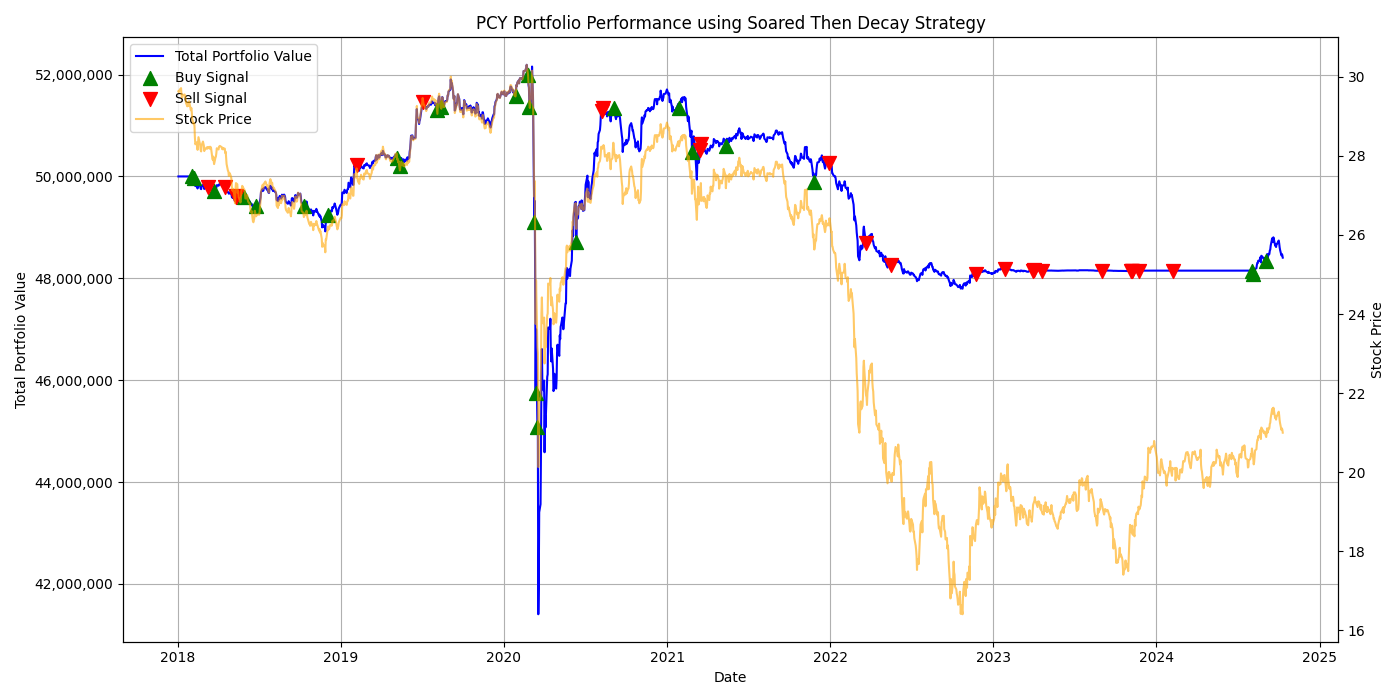 PCY Portfolio Performance using Soared Then Decay Strategy
Total Portfolio Value
Buy Signal
Sell Signal
Stock Price
52,000,000
50,000,000
48,000,000
46,000,000
44,000,000
42,000,000
Total Portfolio Value
30
28
26
24
22
20
18
16
Stock Price
2018
2019
2020
2021
2022
2023
2024
2025
Date